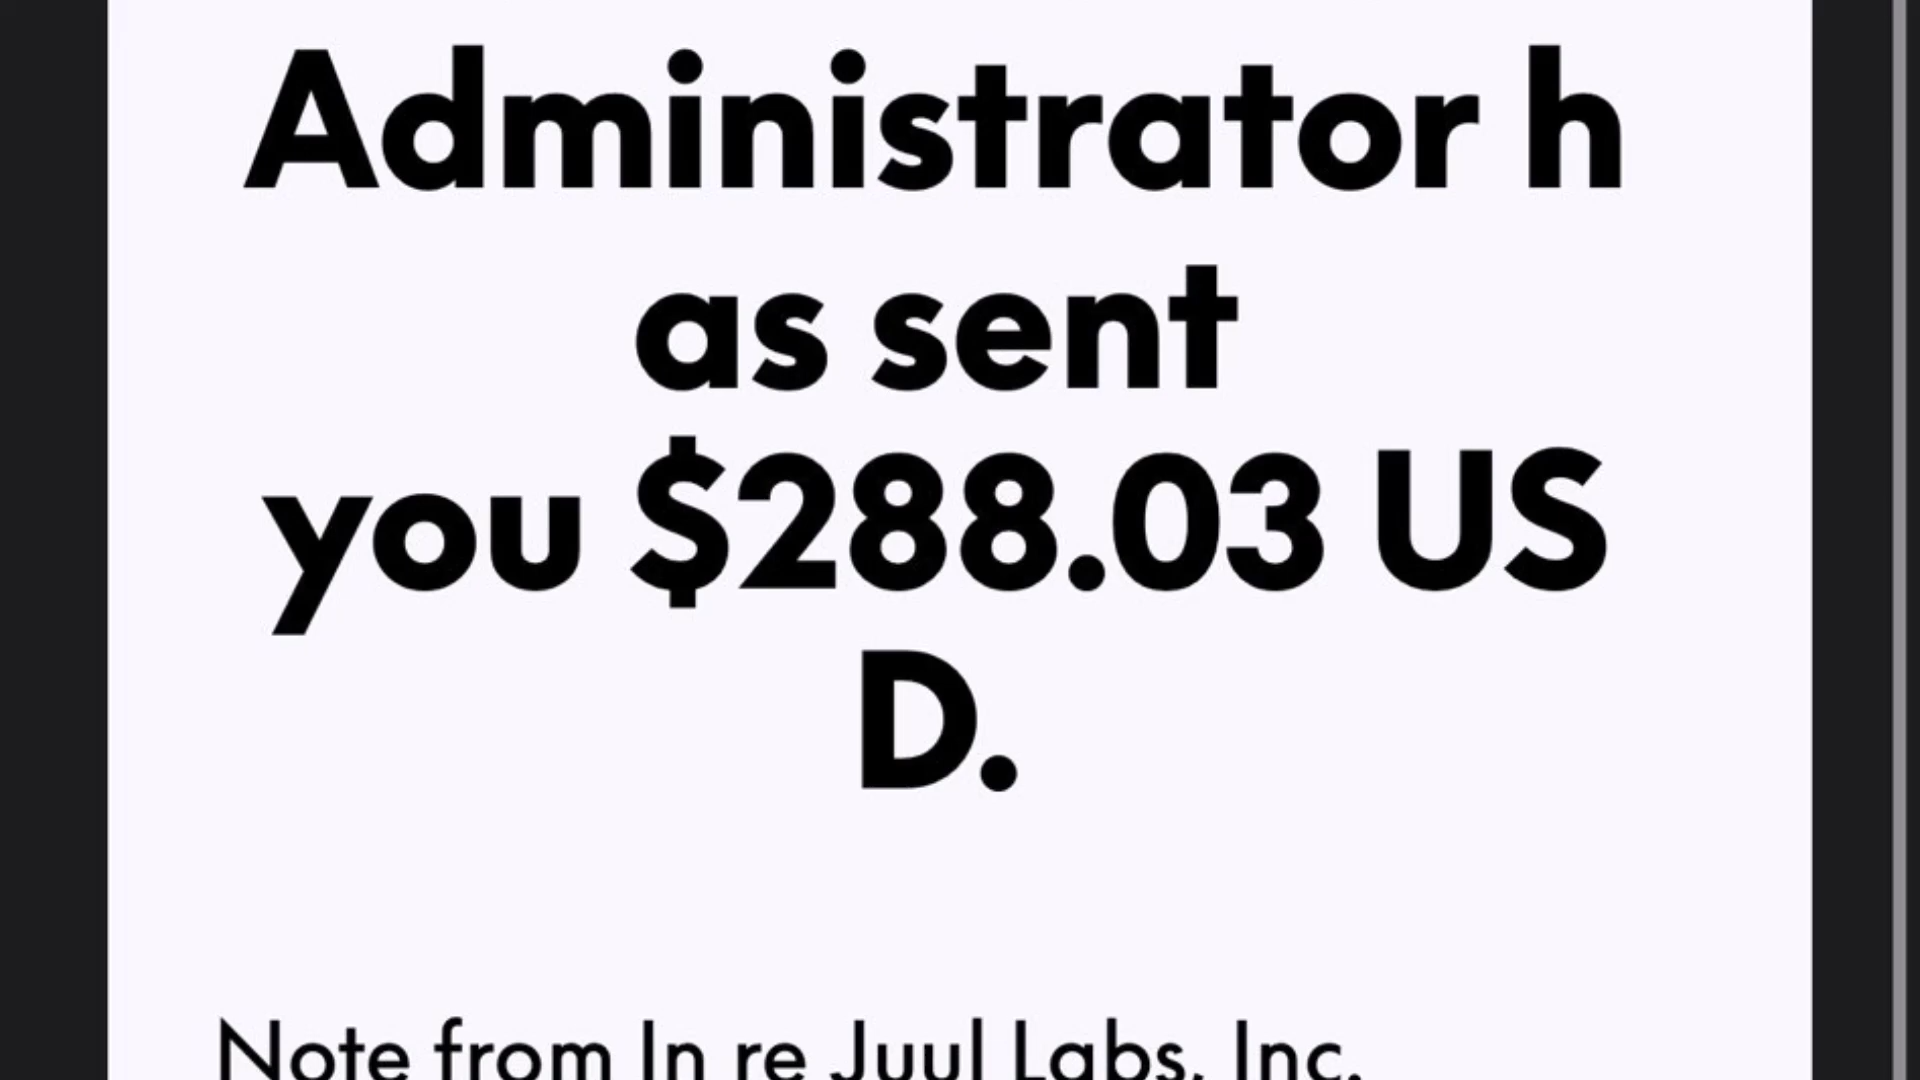 Administrator h
as sent
you $288.03 US
D.
Note from In re Juul Labs, Inc.